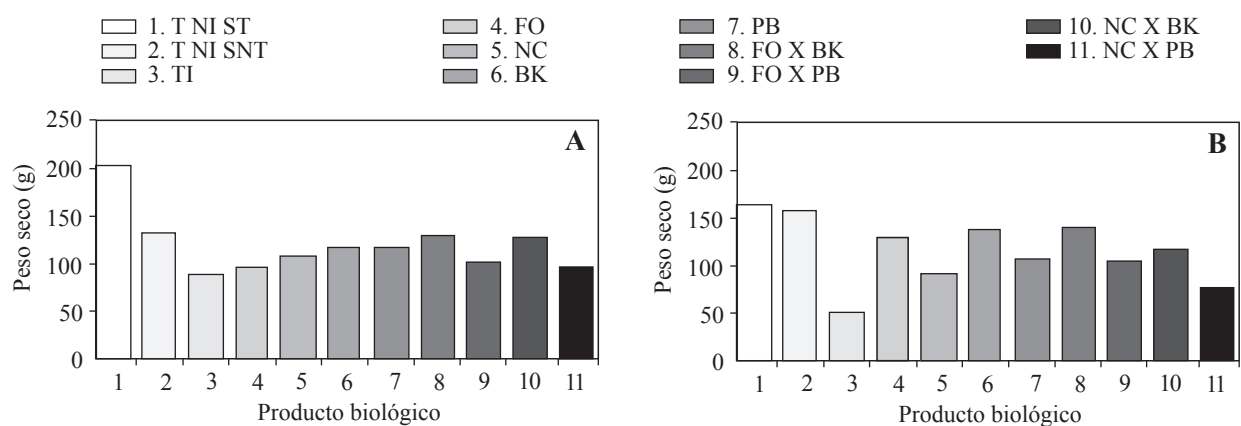 1. T NI ST
2. T NI SNT
3. TI
4. FO
5. NC
6. BK
7. PB
8. FO X BK
9. FO X PB
10. NC X BK
11. NC X PB
A
Peso seco (g)
250
200
150
100
50
0
1 2 3 4 5 6 7 8 9 10 11
Producto biológico
B
Peso seco (g)
250
200
150
100
50
0
1 2 3 4 5 6 7 8 9 10 11
Producto biológico